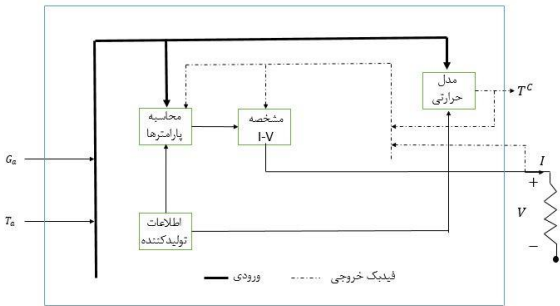 مدل
حرارتی
T^C
محاسبه
پارامترها
مشخصه
I-V
G_a
I
+
V
T_a
اطلاعات
تولیدکننده
−
ورودی
فیدبک خروجی